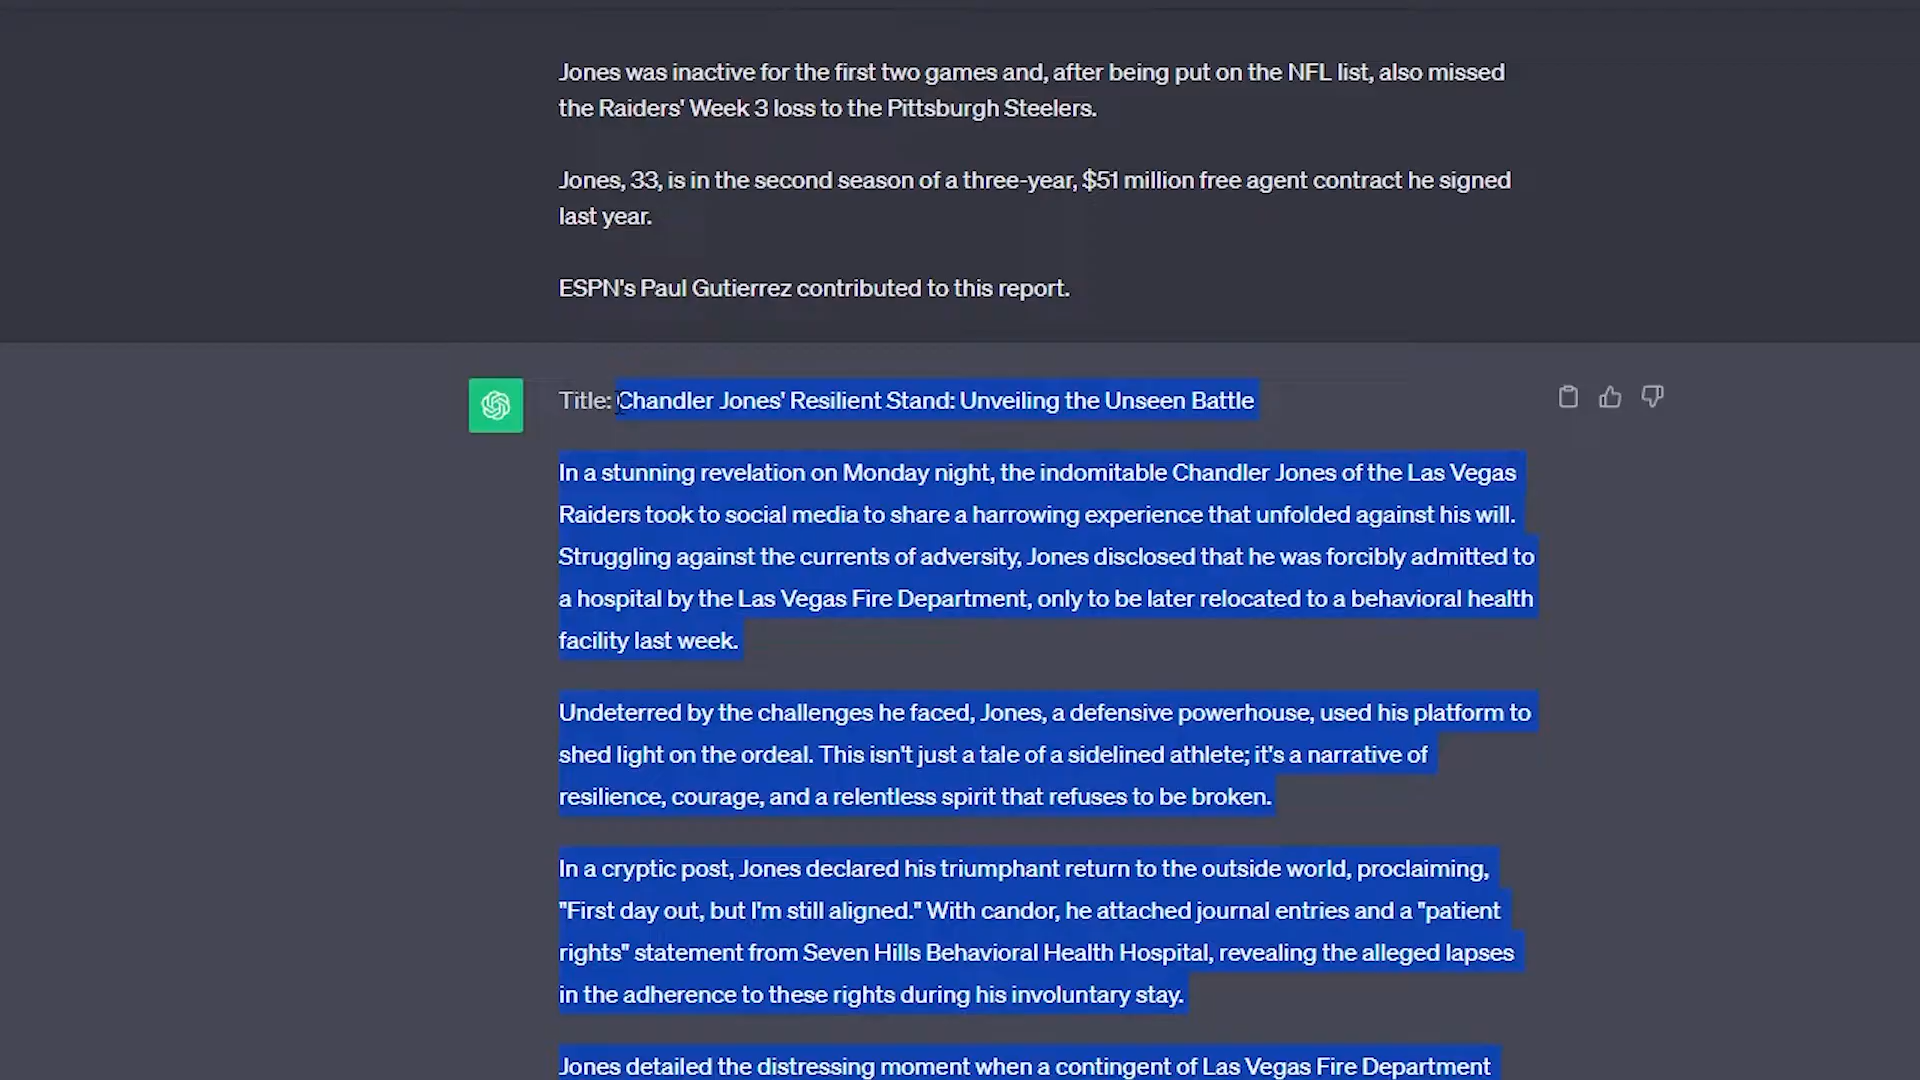 Jones was inactive for the first two games and, after being put on the NFL list, also missed
the Raiders' Week 3 loss to the Pittsburgh Steelers.
Jones, 33, is in the second season of a three-year, $51 million free agent contract he signed
last year.
ESPN's Paul Gutierrez contributed to this report.
Title: Chandler Jones' Resilient Stand: Unveiling the Unseen Battle
In a stunning revelation on Monday night, the indomitable Chandler Jones of the Las Vegas
Raiders took to social media to share a harrowing experience that unfolded against his will.
Struggling against the currents of adversity, Jones disclosed that he was forcibly admitted to
a hospital by the Las Vegas Fire Department, only to be later relocated to a behavioral health
facility last week.
Undeterred by the challenges he faced, Jones, a defensive powerhouse, used his platform to
shed light on the ordeal. This isn't just a tale of a sidelined athlete; it's a narrative of
resilience, courage, and a relentless spirit that refuses to be broken.
In a cryptic post, Jones declared his triumphant return to the outside world, proclaiming,
"First day out, but I'm still aligned." With candor, he attached journal entries and a "patient
rights" statement from Seven Hills Behavioral Health Hospital, revealing the alleged lapses
in the adherence to these rights during his involuntary stay.
Jones detailed the distressing moment when a contingent of Las Vegas Fire Department